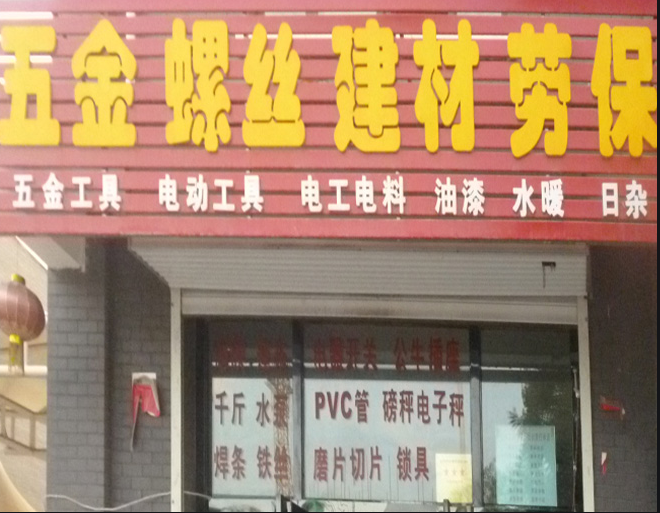 五金 螺丝 建材 劳保
五金工具 电动工具 电工电料 油漆 水暖 日杂
开关 公牛插座
千斤 水泵 PVC管 磅秤电子秤
焊条 铁丝 磨片切片 锁具